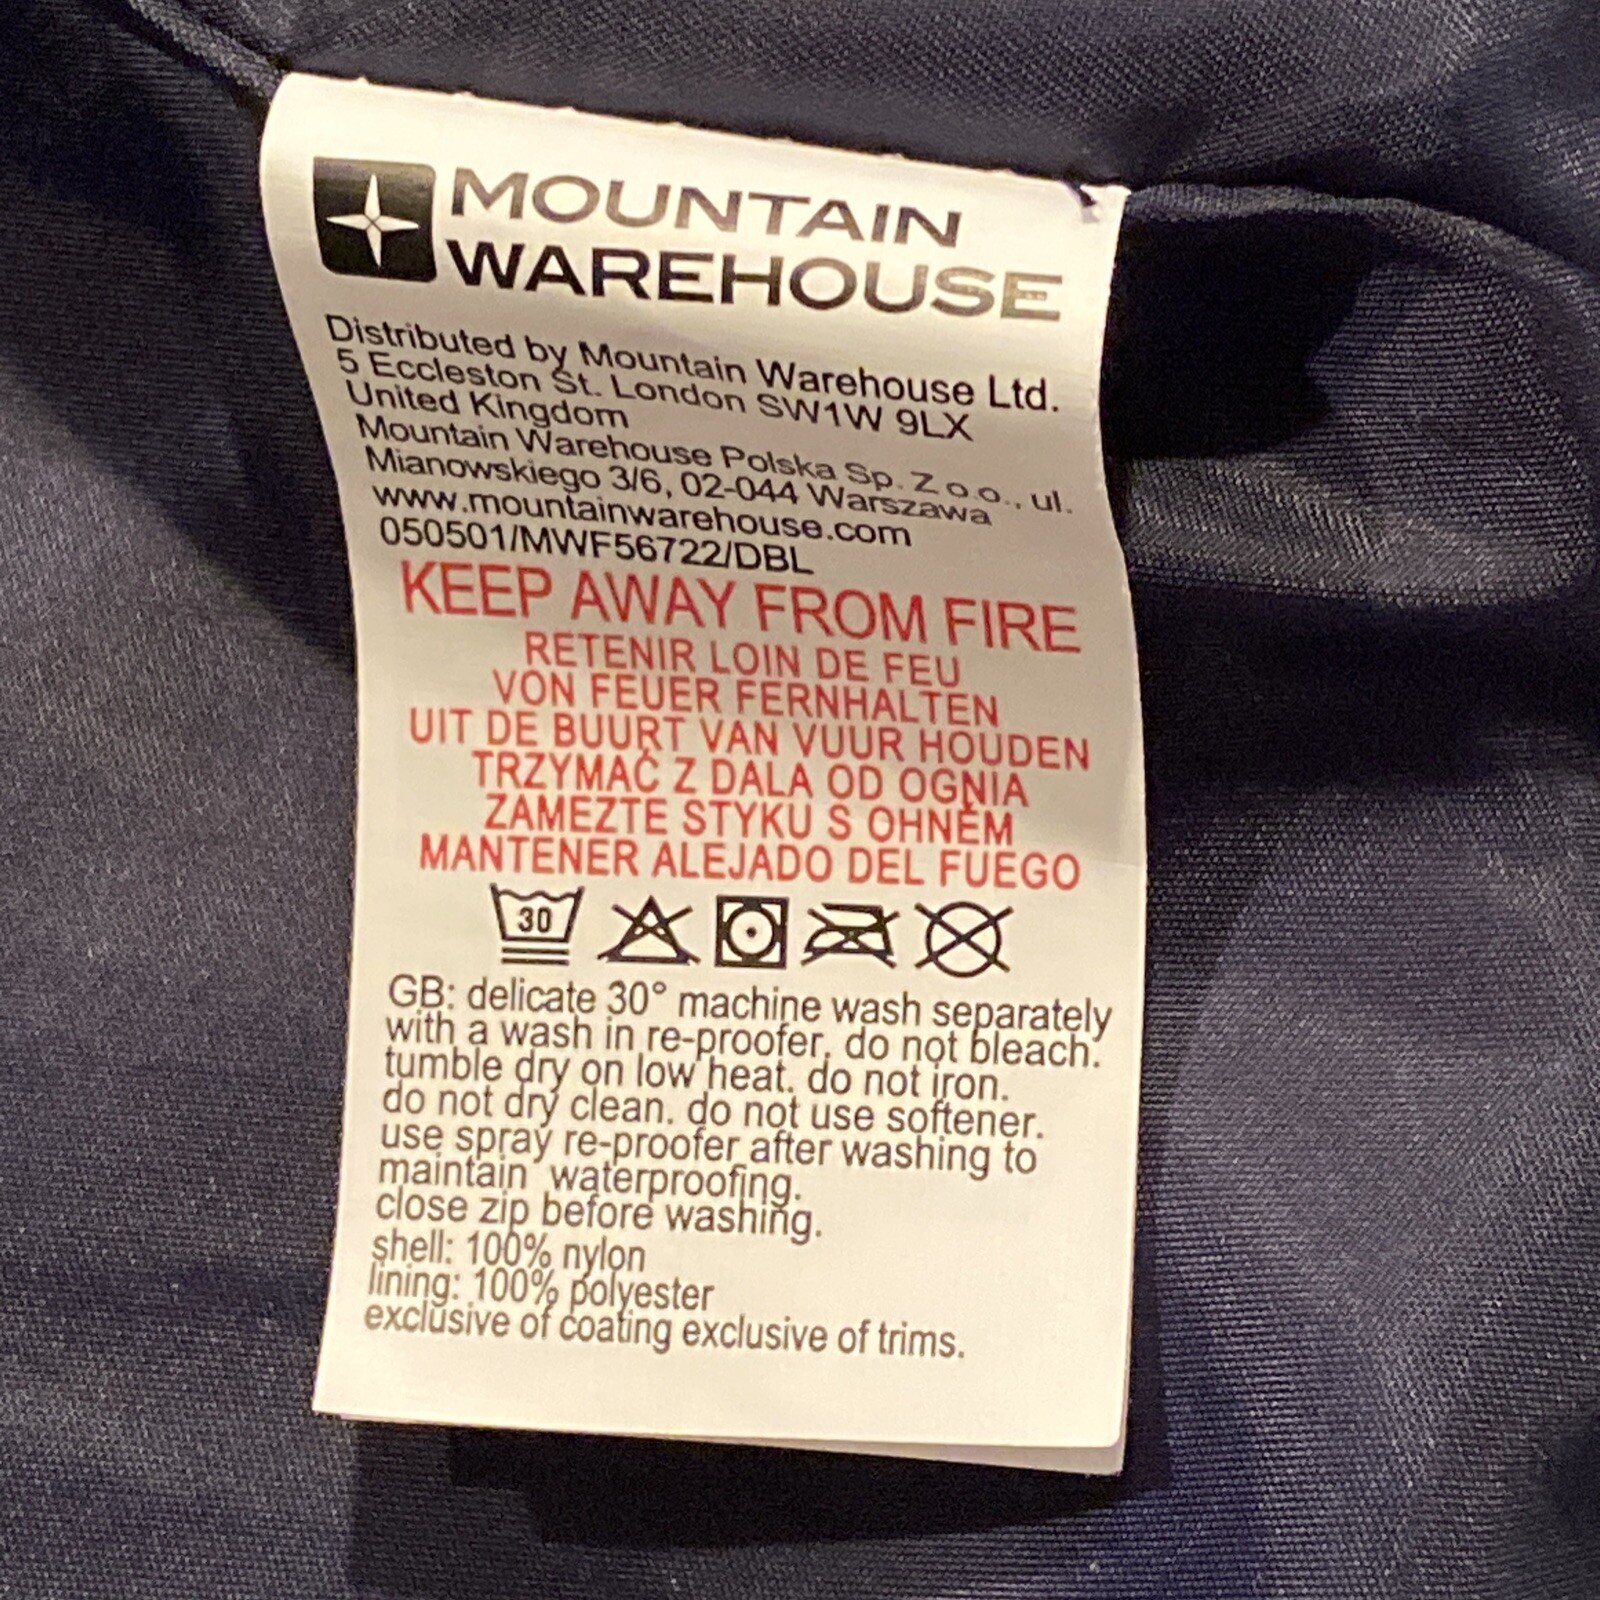 MOUNTAIN
WAREHOUSE
Distributed by Mountain Warehouse Ltd.
5 Eccleston St. London SW1W 9LX
United Kingdom
Mountain Warehouse Polska Sp. Z o.o., ul.
Mianowskiego 3/6, 02-044 Warszawa
www.mountainwarehouse.com
050501/MWF56722/DBL
KEEP AWAY FROM FIRE
RETENIR LOIN DE FEU
VON FEUER FERNHALTEN
UIT DE BUURT VAN VUUR HOUDEN
TRZYMAĆ Z DALA OD OGNIA
ZAMEZTE STYKU S OHNĚM
MANTENER ALEJADO DEL FUEGO
30
GB: delicate 30° machine wash separately
with a wash in re-proofer, do not bleach.
tumble dry on low heat. do not iron.
do not dry clean. do not use softener.
use spray re-proofer after washing to
maintain waterproofing.
close zip before washing.
shell: 100% nylon
lining: 100% polyester
exclusive of coating exclusive of trims.